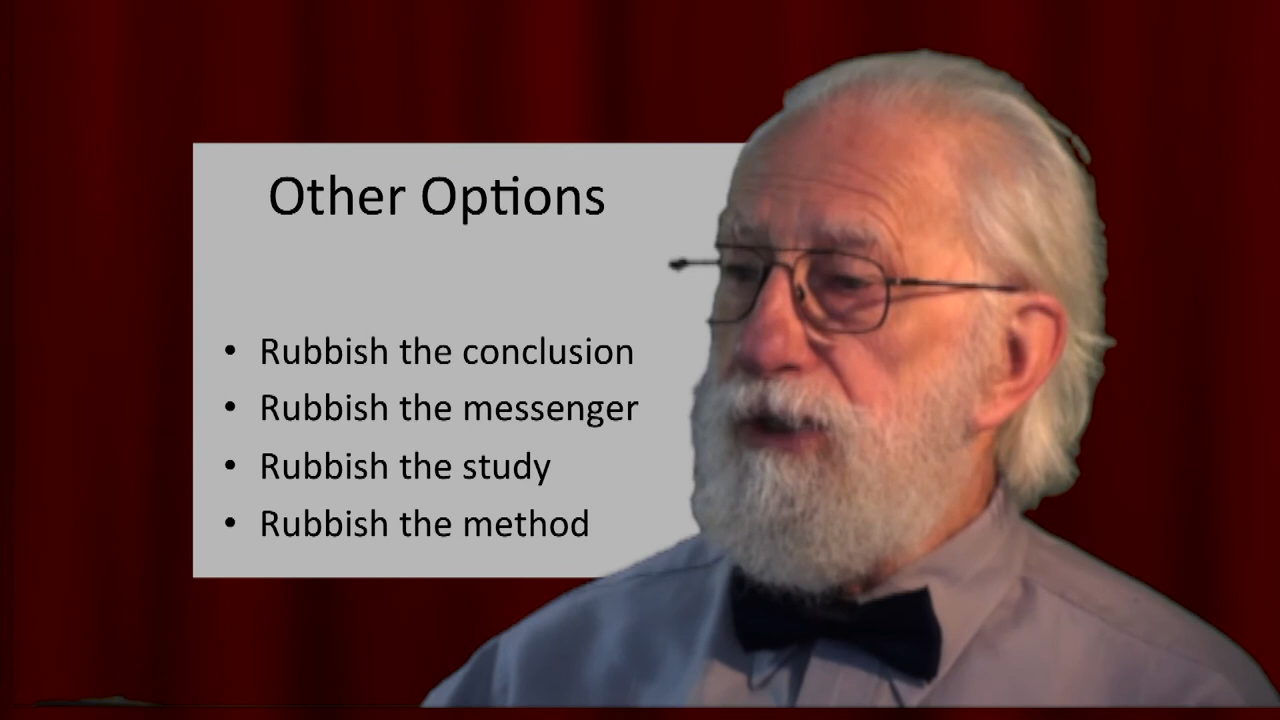 Other Options
• Rubbish the conclusion
• Rubbish the messenger
• Rubbish the study
• Rubbish the method